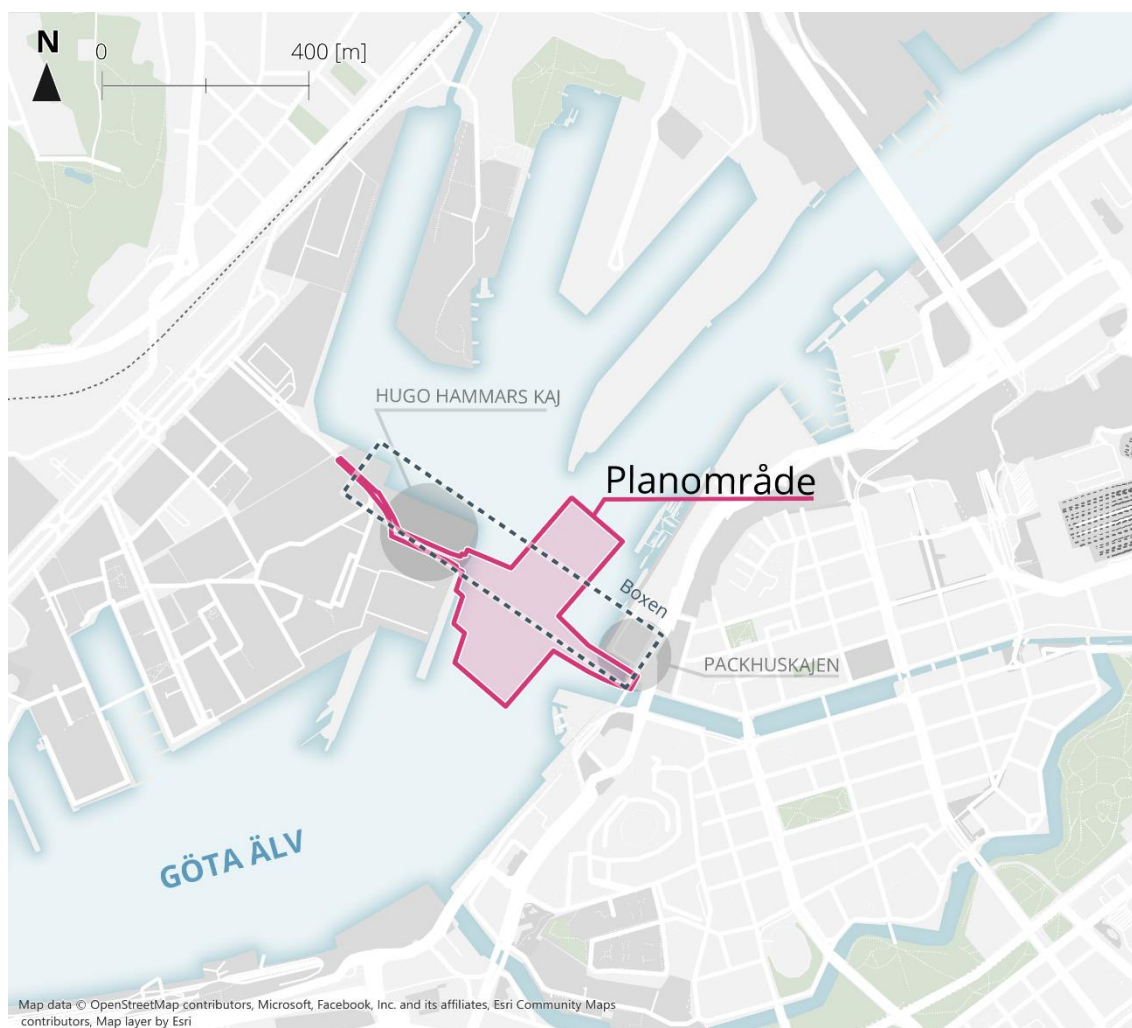 N
0 400 [m]
HUGO HAMMARS KAJ
Planområde
Boxen
PACKHUSKAJEN
GÖTA ÄLV
Map data © OpenStreetMap contributors, Microsoft, Facebook, Inc. and its affiliates, Esri Community Maps
contributors, Map layer by Esri